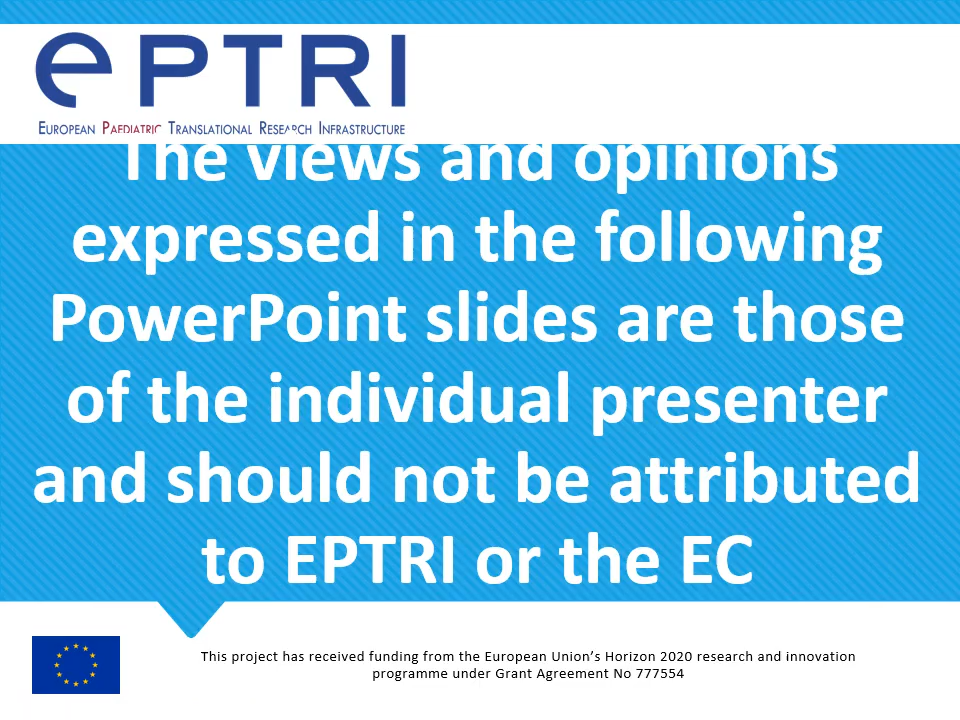 ePTRI
European Paediatric Translational Research Infrastructure
The views and opinions
expressed in the following
PowerPoint slides are those
of the individual presenter
and should not be attributed
to EPTRI or the EC
This project has received funding from the European Union’s Horizon 2020 research and innovation
programme under Grant Agreement No 777554